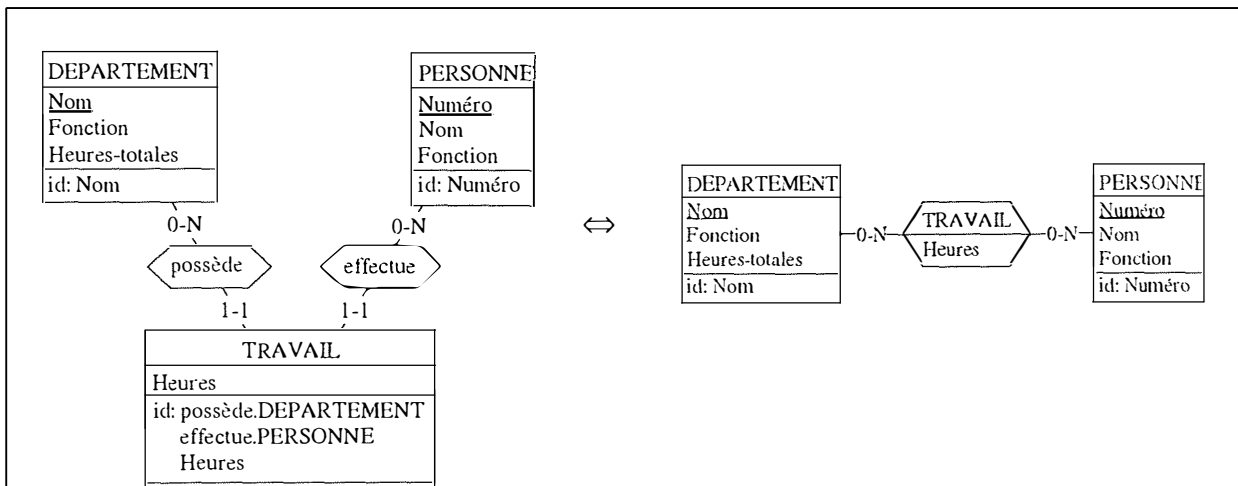 DEPARTEMENT
Nom
Fonction
Heures-totales
id: Nom
PERSONNE
Numéro
Nom
Fonction
id: Numéro
0-N
0-N
possède
effectue
1-1
1-1
TRAVAIL
Heures
id: possède.DEPARTEMENT
effectue.PERSONNE
Heures
⇔
DEPARTEMENT
Nom
Fonction
Heures-totales
id: Nom
0-N
TRAVAIL
Heures
0-N
PERSONNE
Numéro
Nom
Fonction
id: Numéro